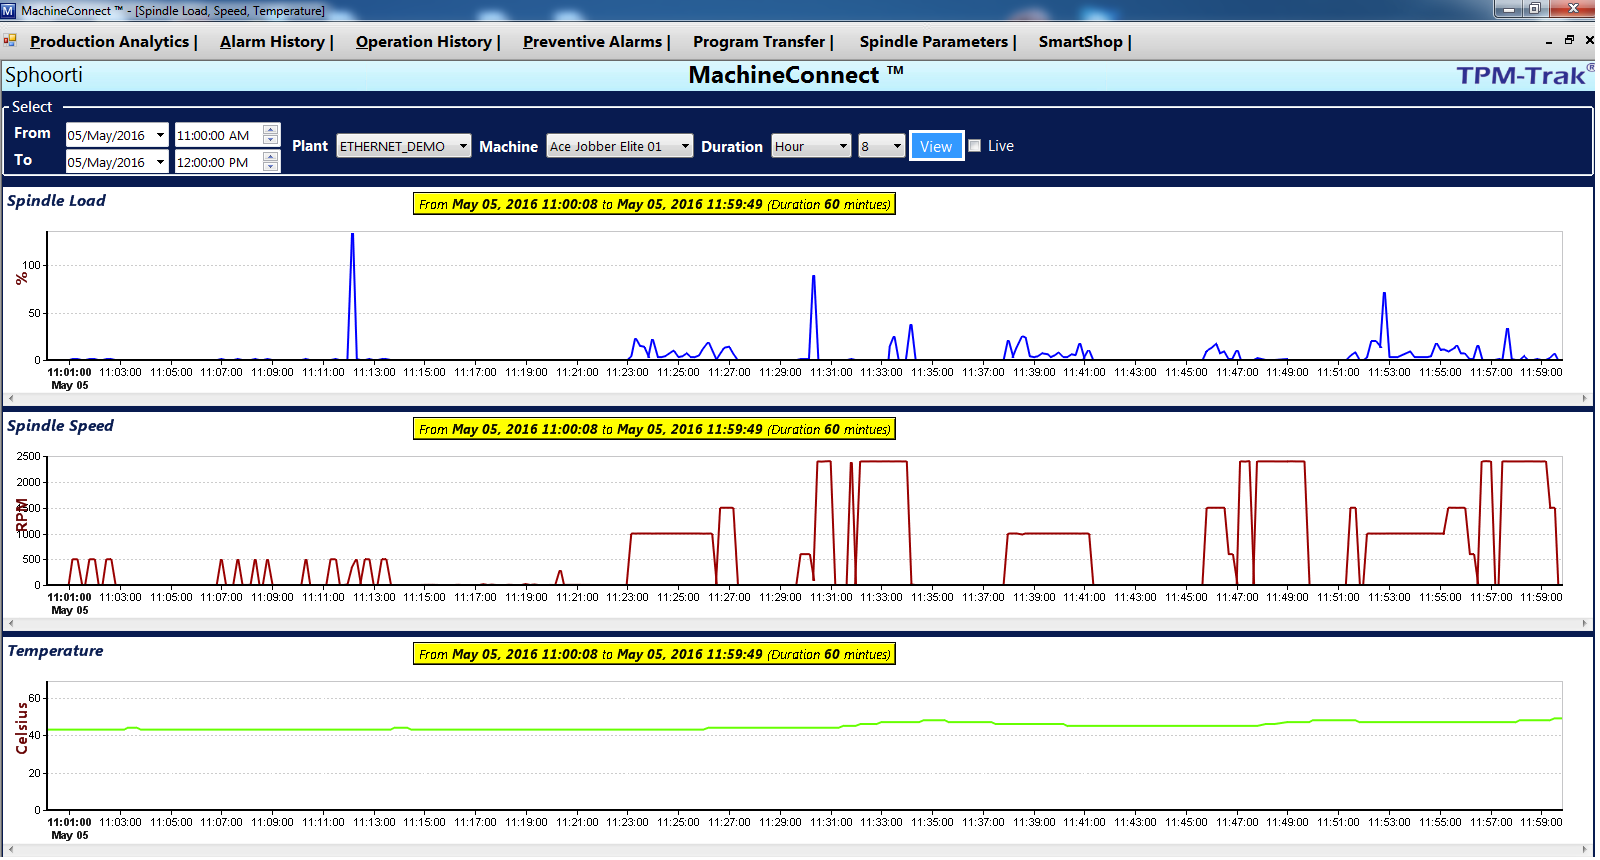 MachineConnect ™ - [Spindle Load, Speed, Temperature]
Production Analytics | Alarm History | Operation History | Preventive Alarms | Program Transfer | Spindle Parameters | SmartShop |
Sphoorti MachineConnect ™ TPM-Trak®
Select
From 05/May/2016 11:00:00 AM
To 05/May/2016 12:00:00 PM
Plant ETHERNET_DEMO Machine Ace Jobber Elite 01 Duration Hour 8 View Live
Spindle Load
From May 05, 2016 11:00:08 to May 05, 2016 11:59:49 (Duration 60 mintues)
%
100
50
0
11:01:00 11:03:00 11:05:00 11:07:00 11:09:00 11:11:00 11:13:00 11:15:00 11:17:00 11:19:00 11:21:00 11:23:00 11:25:00 11:27:00 11:29:00 11:31:00 11:33:00 11:35:00 11:37:00 11:39:00 11:41:00 11:43:00 11:45:00 11:47:00 11:49:00 11:51:00 11:53:00 11:55:00 11:57:00 11:59:00
May 05
Spindle Speed
From May 05, 2016 11:00:08 to May 05, 2016 11:59:49 (Duration 60 mintues)
RPM
2500
2000
1500
1000
500
0
11:01:00 11:03:00 11:05:00 11:07:00 11:09:00 11:11:00 11:13:00 11:15:00 11:17:00 11:19:00 11:21:00 11:23:00 11:25:00 11:27:00 11:29:00 11:31:00 11:33:00 11:35:00 11:37:00 11:39:00 11:41:00 11:43:00 11:45:00 11:47:00 11:49:00 11:51:00 11:53:00 11:55:00 11:57:00 11:59:00
May 05
Temperature
From May 05, 2016 11:00:08 to May 05, 2016 11:59:49 (Duration 60 mintues)
Celsius
60
40
20
0
11:01:00 11:03:00 11:05:00 11:07:00 11:09:00 11:11:00 11:13:00 11:15:00 11:17:00 11:19:00 11:21:00 11:23:00 11:25:00 11:27:00 11:29:00 11:31:00 11:33:00 11:35:00 11:37:00 11:39:00 11:41:00 11:43:00 11:45:00 11:47:00 11:49:00 11:51:00 11:53:00 11:55:00 11:57:00 11:59:00
May 05